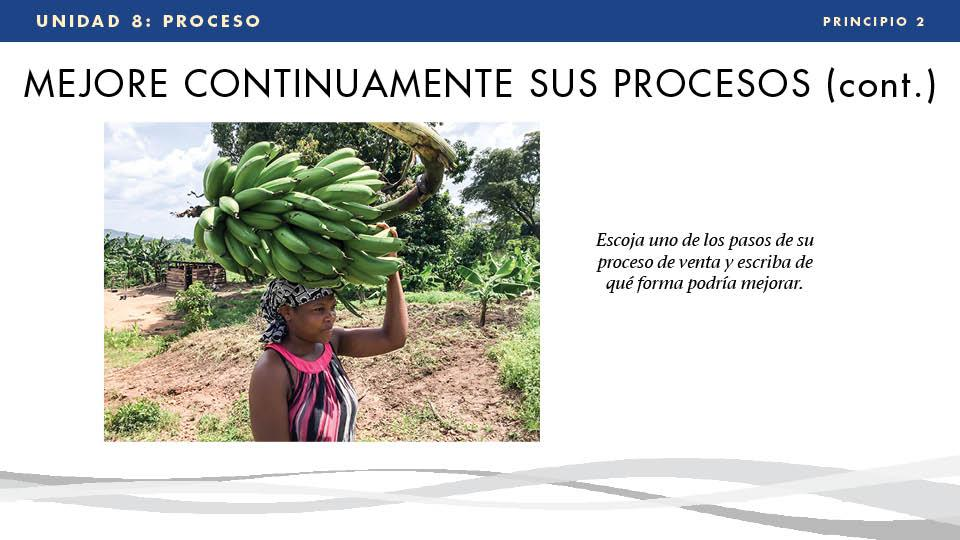 UNIDAD 8: PROCESO
PRINCIPIO 2
MEJORE CONTINUAMENTE SUS PROCESOS (cont.)
Escoja uno de los pasos de su
proceso de venta y escriba de
qué forma podría mejorar.